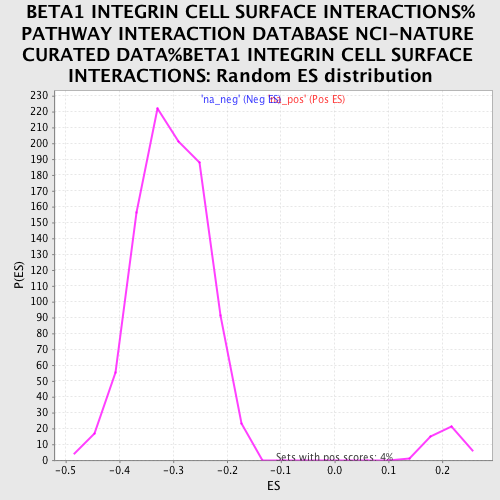 BETA1 INTEGRIN CELL SURFACE INTERACTIONS%
PATHWAY INTERACTION DATABASE NCI-NATURE
CURATED DATA%BETA1 INTEGRIN CELL SURFACE
INTERACTIONS: Random ES distribution
'na_neg' (Neg ES) 'na_pos' (Pos ES)
230
220
210
200
190
180
170
160
150
140
130
120
110
100
90
80
70
60
50
40
30
20
10
0
P(ES)
Sets with pos scores: 4%
-0.5 -0.4 -0.3 -0.2 -0.1 0.0 0.1 0.2
ES